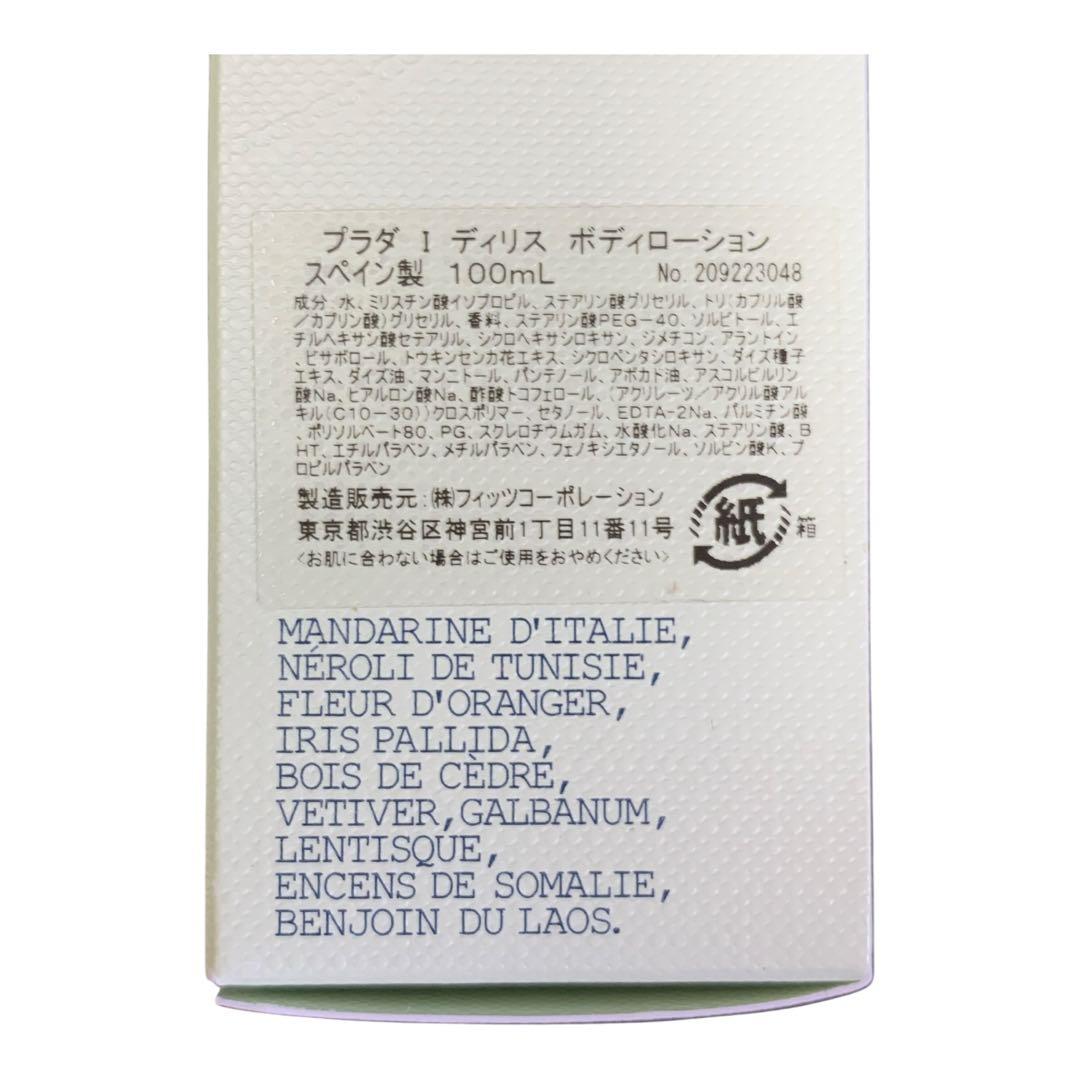 プラダ I ディリス ボディローション
スペイン製 100mL No. 209223048
成分 水、ミリスチン酸イソプロピル、ステアリン酸グリセリル、トリ(カプリル酸
/カプリン酸)グリセリル、香料、ステアリン酸PEG-40、ソルビトール、エ
チルヘキサン酸セテアリル、シクロヘキサシロキサン、ジメチコン、アラントイン
、ビサボロール、トウキンセンカ花エキス、シクロペンタシロキサン、ダイズ種子
エキス、ダイズ油、マンニトール、パンテノール、アボカド油、アスコルビルリン
酸Na、ヒアルロン酸Na、酢酸トコフェロール、(アクリレーツ/アクリル酸アル
キル(C10-30))クロスポリマー、セタノール、EDTA-2Na、パルミチン酸
、ポリソルベート80、PG、スクレロチウムガム、水酸化Na、ステアリン酸、B
HT、エチルパラベン、メチルパラベン、フェノキシエタノール、ソルビン酸K、プ
ロピルパラベン
製造販売元:(株)フィッツコーポレーション
東京都渋谷区神宮前1丁目11番11号
<お肌に合わない場合はご使用をおやめください>
紙 箱
MANDARINE D'ITALIE,
NÉROLI DE TUNISIE,
FLEUR D'ORANGER,
IRIS PALLIDA,
BOIS DE CÈDRE,
VETIVER,GALBANUM,
LENTISQUE,
ENCENS DE SOMALIE,
BENJOIN DU LAOS.